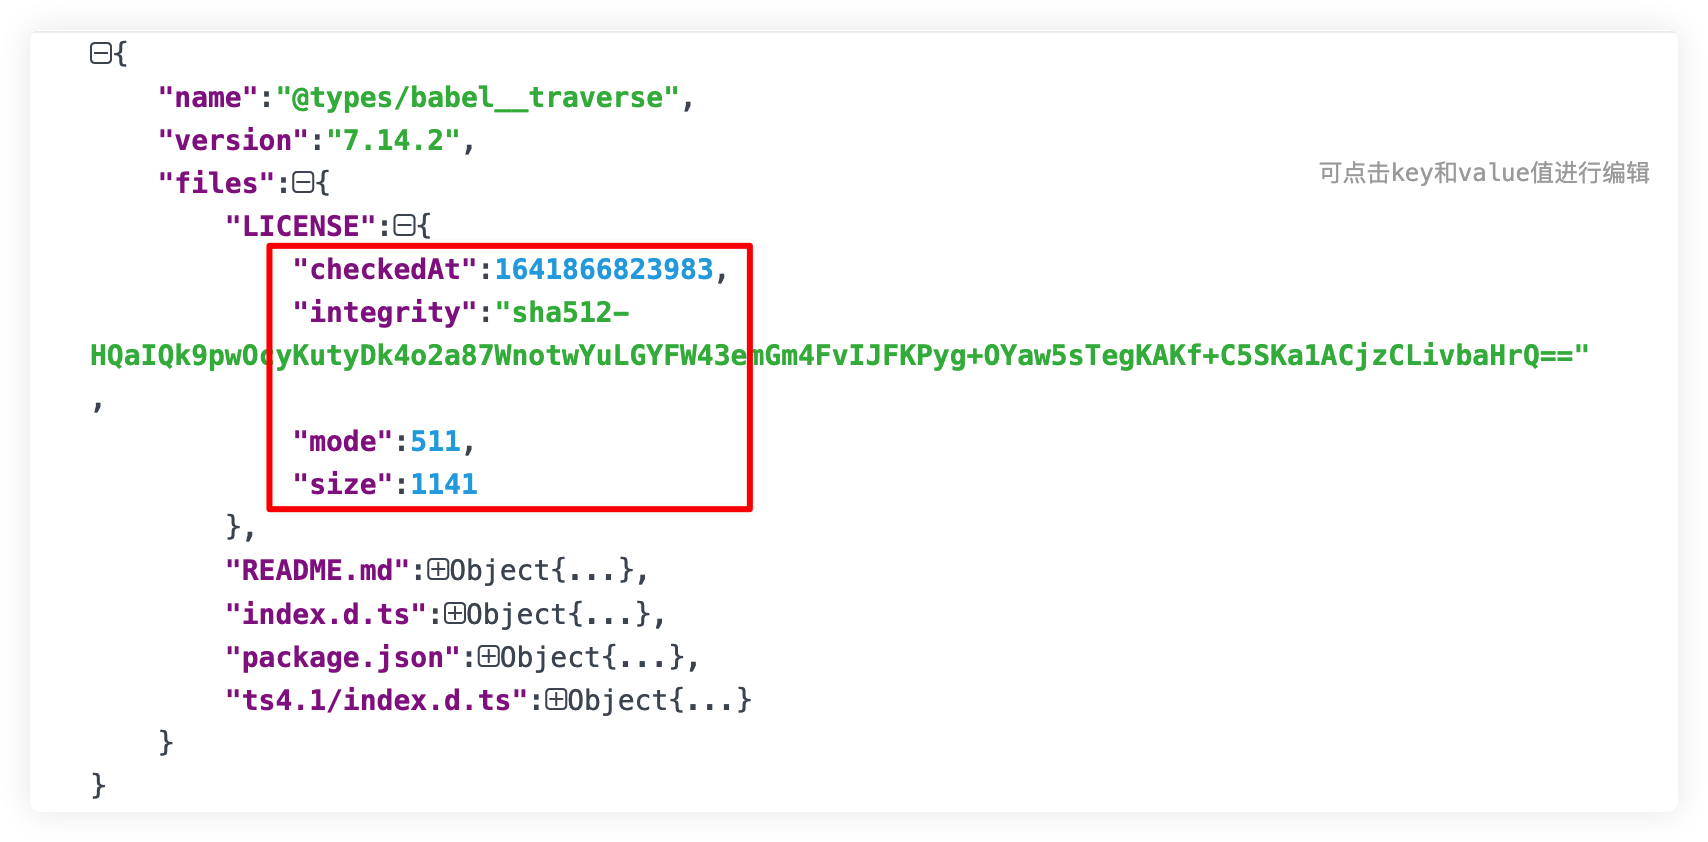 {
"name":"@types/babel__traverse",
"version":"7.14.2",
可点击key和value值进行编辑
"files":{
"LICENSE":{
"checkedAt":1641866823983,
"integrity":"sha512-
HQaIQk9pwOcyKutyDk4o2a87WnotwYuLGYFW43emGm4FvIJFKPyg+OYaw5sTegKAKf+C5SKa1ACjzCLivbaHrQ=="
,
"mode":511,
"size":1141
},
"README.md":Object{...},
"index.d.ts":Object{...},
"package.json":Object{...},
"ts4.1/index.d.ts":Object{...}
}
}